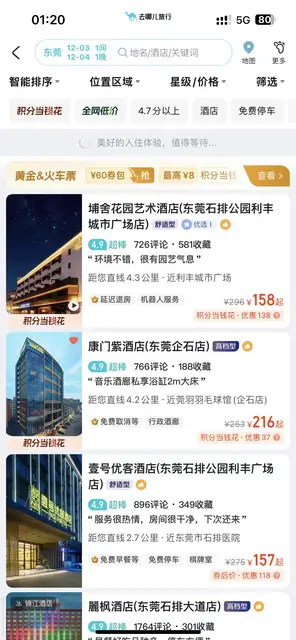 01:20
去哪儿旅行
5G
80
东莞
12-03
1间
12-04
1晚
地名/酒店/关键词
地图
更多
智能排序
位置区域
星级/价格
筛选
积分当钱花
全网低价
4.7分以上
酒店
免费停车
美好的入住体验，值得等待...
黄金&火车票
¥60券包
抢
最高¥8
积分当钱
查看>
埔舍花园艺术酒店(东莞石排公园利丰
城市广场店)
舒适型
优选
4.9 超棒 726评论 · 581收藏
“环境不错，很有园艺气息”
距您直线4.3公里 · 近利丰城市广场
延迟退房 机器人服务
¥296 ¥158起
积分当钱花 · 优惠138
积分当钱花
康门紫酒店(东莞企石店)
高档型
4.9 超棒 766评论 · 188收藏
“音乐酒廊私享浴缸2m大床”
距您直线4.2公里 · 近莞羽羽毛球馆(企石店)
免费取消等 行政酒廊
¥253 ¥216起
积分当钱花 · 优惠37
积分当钱花
壹号优客酒店(东莞石排公园利丰广场
店)
舒适型
4.9 超棒 896评论 · 349收藏
“服务很热情，房间很干净，下次还来”
距您直线2.7公里 · 近东莞市石排医院
免费早餐等 免费停车 棋牌室
¥275 ¥157起
券后价 · 优惠118
锦江酒店
麗枫酒店(东莞石排大道店)
高档型
4.9 超棒 1764评论 · 301收藏